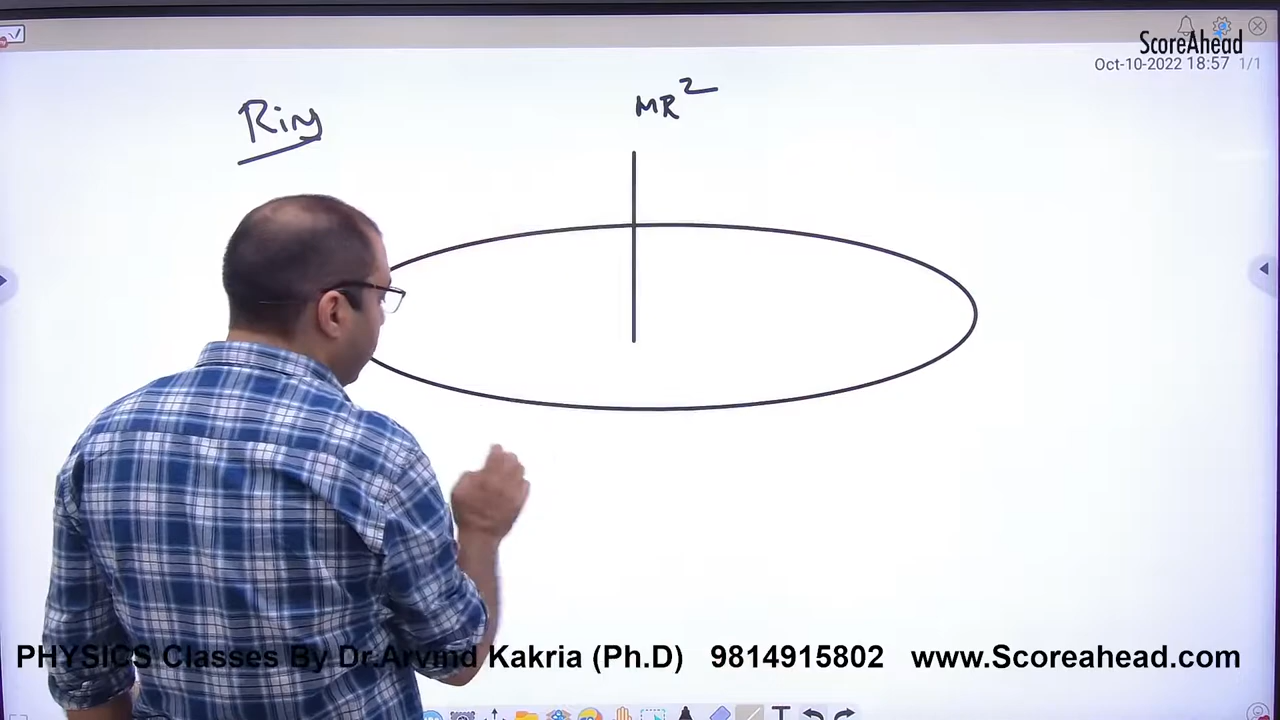 ScoreAhead
Oct-10-2022 18:57 1/1
Ring
MR²
PHYSICS Classes By Dr.Arvind Kakria (Ph.D) 9814915802 www.Scoreahead.com